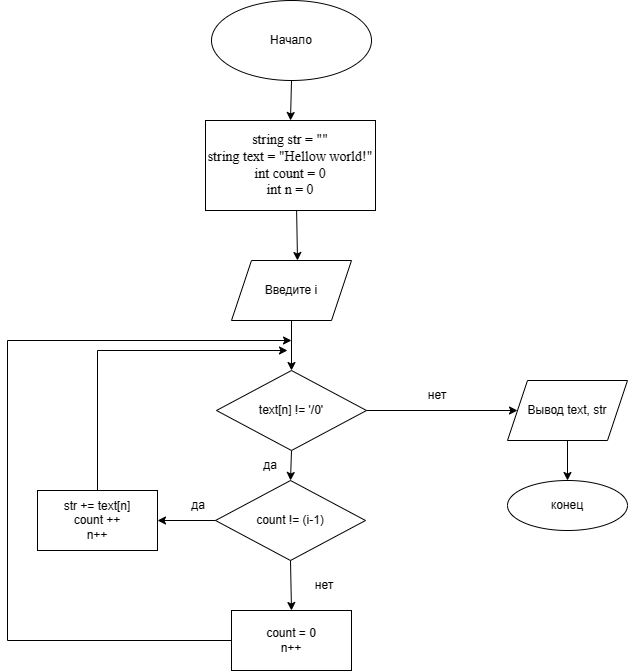 Начало
string str = ""
string text = "Hellow world!"
int count = 0
int n = 0
Введите i
text[n] != '/0'
нет
Вывод text, str
да
конец
count != (i-1)
да
str += text[n]
count ++
n++
нет
count = 0
n++